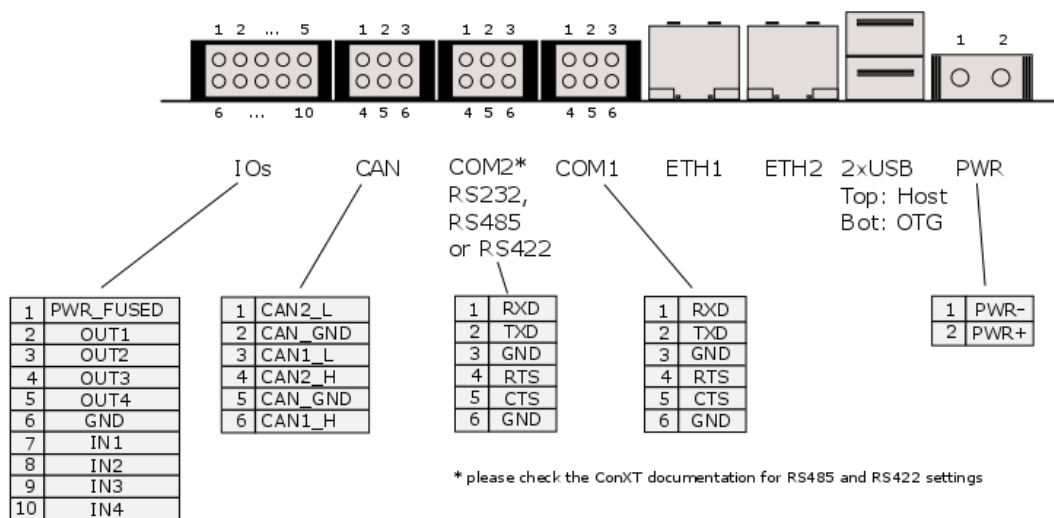 1 2 ... 5
1 2 3
1 2 3
1 2 3
1 2
6 ... 10
4 5 6
4 5 6
4 5 6
IOs
CAN
COM2*
RS232,
RS485
or RS422
COM1
ETH1
ETH2
2xUSB
Top: Host
Bot: OTG
PWR
1 PWR_FUSED
2 OUT1
3 OUT2
4 OUT3
5 OUT4
6 GND
7 IN1
8 IN2
9 IN3
10 IN4
1 CAN2_L
2 CAN_GND
3 CAN1_L
4 CAN2_H
5 CAN_GND
6 CAN1_H
1 RXD
2 TXD
3 GND
4 RTS
5 CTS
6 GND
1 RXD
2 TXD
3 GND
4 RTS
5 CTS
6 GND
1 PWR-
2 PWR+
* please check the ConXT documentation for RS485 and RS422 settings